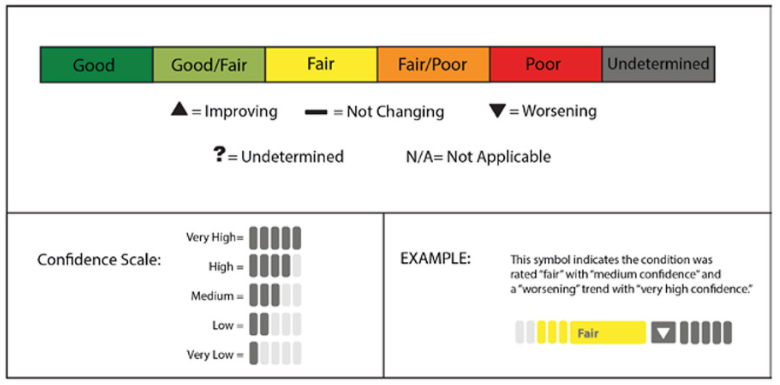 Good Good/Fair Fair Fair/Poor Poor Undetermined
▲ = Improving ▬ = Not Changing ▼ = Worsening
? = Undetermined N/A= Not Applicable
Confidence Scale:
Very High=
High=
Medium=
Low=
Very Low =
EXAMPLE:
This symbol indicates the condition was
rated “fair” with “medium confidence” and
a “worsening” trend with “very high confidence.”
Fair